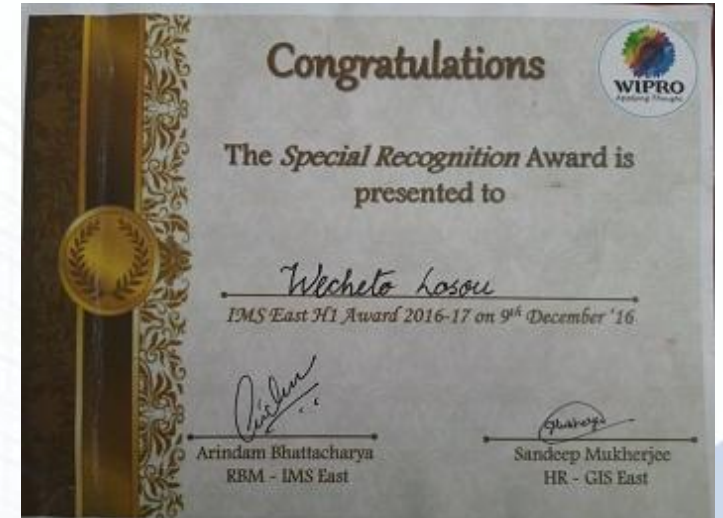 Congratulations
WIPRO
Applying Thought
The Special Recognition Award is
presented to
Wecheto Losou
IMS East H1 Award 2016-17 on 9th December '16
Arindam Bhattacharya
RBM - IMS East
Sandeep Mukherjee
HR - GIS East